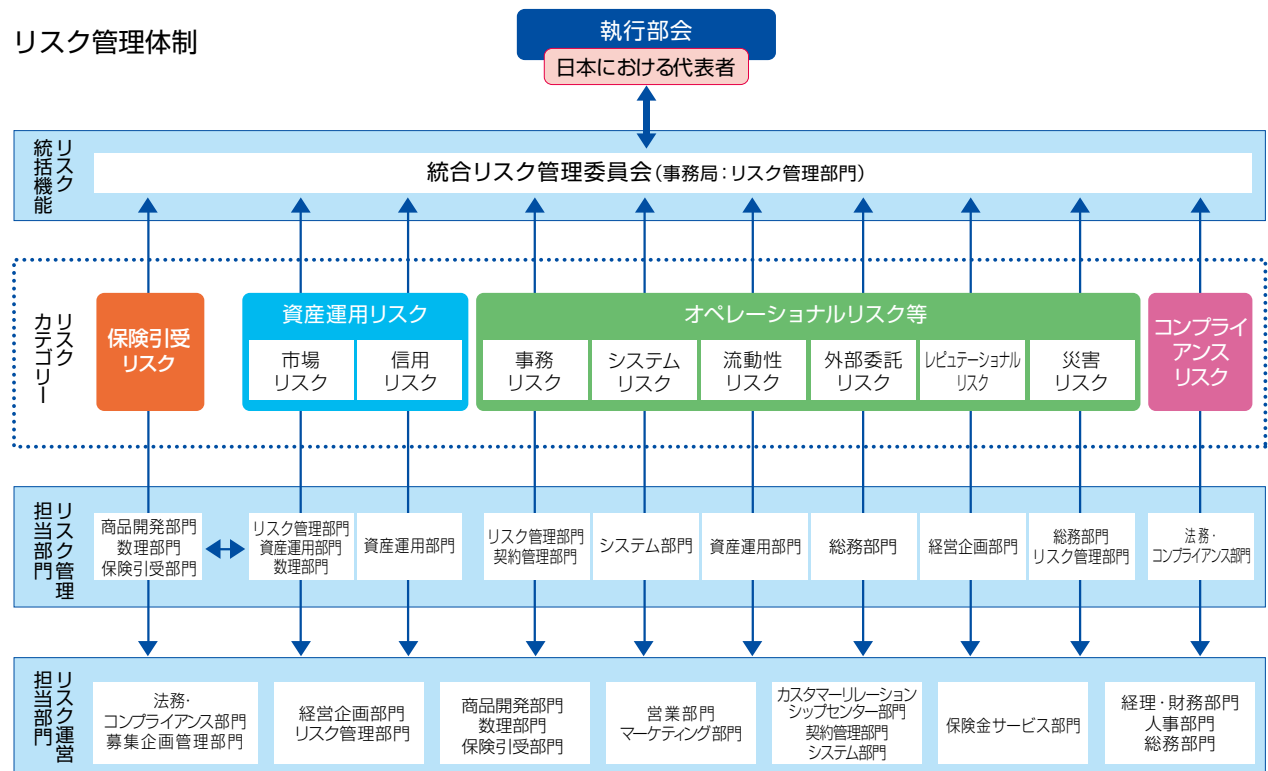 リスク管理体制
執行部会
日本における代表者
リスク
統括機能
統合リスク管理委員会(事務局:リスク管理部門)
リスク
カテゴリー
保険引受
リスク
資産運用リスク
市場
リスク
信用
リスク
オペレーショナルリスク等
事務
リスク
システム
リスク
流動性
リスク
外部委託
リスク
レピュテーショナル
リスク
災害
リスク
コンプライ
アンス
リスク
リスク管理
担当部門
商品開発部門
数理部門
保険引受部門
リスク管理部門
資産運用部門
数理部門
資産運用部門
リスク管理部門
契約管理部門
システム部門
資産運用部門
総務部門
経営企画部門
総務部門
リスク管理部門
法務・
コンプライアンス部門
リスク運営
担当部門
法務・
コンプライアンス部門
募集企画管理部門
経営企画部門
リスク管理部門
商品開発部門
数理部門
保険引受部門
営業部門
マーケティング部門
カスタマーリレーション
シップセンター部門
契約管理部門
システム部門
保険金サービス部門
経理・財務部門
人事部門
総務部門